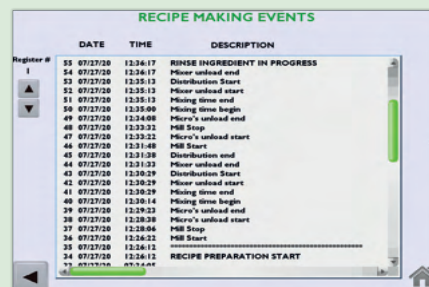 RECIPE MAKING EVENTS
DATE TIME DESCRIPTION
Register #
1
55 07/27/20 12:36:17 RINSE INGREDIENT IN PROGRESS
54 07/27/20 12:36:17 Mixer unload end
53 07/27/20 12:35:13 Distribution Start
52 07/27/20 12:35:13 Mixer unload start
51 07/27/20 12:35:13 Mixing time end
50 07/27/20 12:35:00 Mixing time begin
49 07/27/20 12:34:08 Micro's unload end
48 07/27/20 12:33:32 Mill Stop
47 07/27/20 12:33:22 Micro's unload start
46 07/27/20 12:31:48 Mill Start
45 07/27/20 12:31:38 Distribution end
44 07/27/20 12:31:33 Mixer unload end
43 07/27/20 12:30:29 Distribution Start
42 07/27/20 12:30:29 Mixer unload start
41 07/27/20 12:30:29 Mixing time end
40 07/27/20 12:30:14 Mixing time begin
39 07/27/20 12:29:23 Micro's unload end
38 07/27/20 12:28:38 Micro's unload start
37 07/27/20 12:28:06 Mill Stop
36 07/27/20 12:26:22 Mill Start
35 07/27/20 12:26:12 ================================================
34 07/27/20 12:26:12 RECIPE PREPARATION START